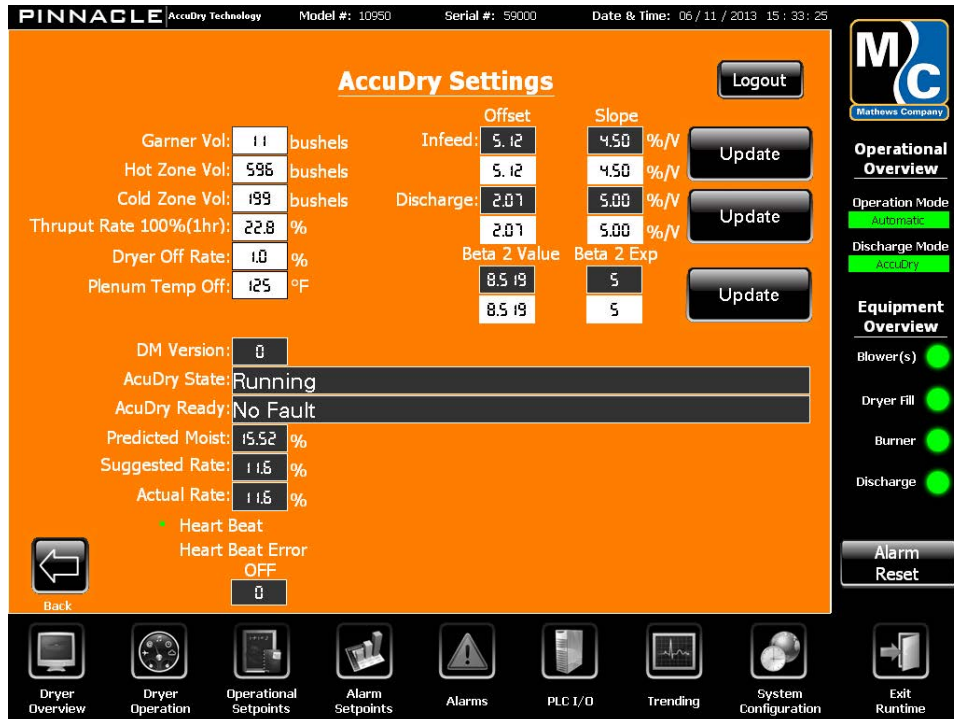 PINNACLE AccuDry Technology Model #: 10950 Serial #: 59000 Date & Time: 06/11/2013 15:33:25
MC
Mathews Company
AccuDry Settings
Logout
Offset Slope
Garner Vol: 11 bushels
Infeed: 5.12 4.50 %/V
Update
Hot Zone Vol: 596 bushels
5.12 4.50 %/V
Cold Zone Vol: 199 bushels
Discharge: 2.07 5.00 %/V
Update
Thruput Rate 100%(1hr): 22.8 %
2.07 5.00 %/V
Dryer Off Rate: 1.0 %
Beta 2 Value Beta 2 Exp
Plenum Temp Off: 125 °F
8.519 5
Update
8.519 5
DM Version: 0
AcuDry State: Running
AcuDry Ready: No Fault
Predicted Moist: 15.52 %
Suggested Rate: 11.6 %
Actual Rate: 11.6 %
Heart Beat
Heart Beat Error
OFF
0
Back
Operational
Overview
Operation Mode
Automatic
Discharge Mode
AccuDry
Equipment
Overview
Blower(s)
Dryer Fill
Burner
Discharge
Alarm
Reset
Dryer
Overview
Dryer
Operation
Operational
Setpoints
Alarm
Setpoints
Alarms
PLC I/O
Trending
System
Configuration
Exit
Runtime